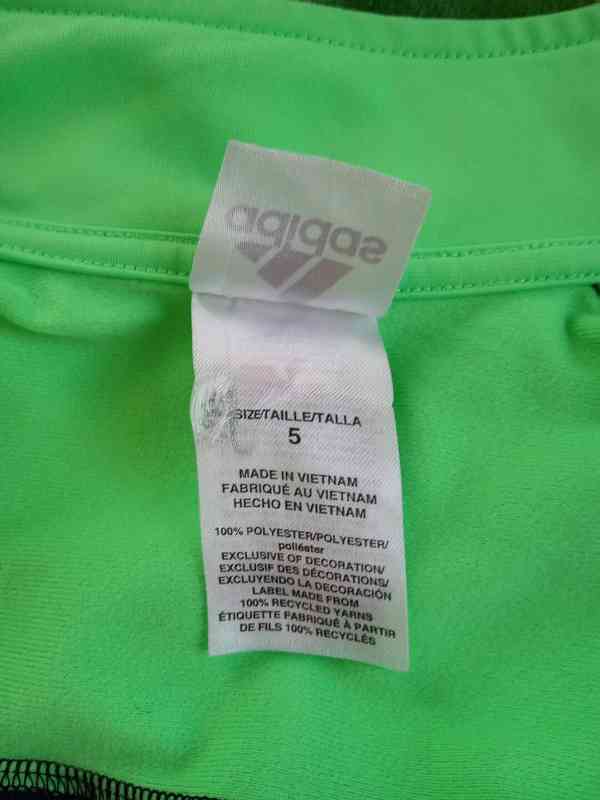 adidas
SIZE/TAILLE/TALLA
5
MADE IN VIETNAM
FABRIQUÉ AU VIETNAM
HECHO EN VIETNAM
100% POLYESTER/POLYESTER/
poliéster
EXCLUSIVE OF DECORATION/
EXCLUSIF DES DÉCORATIONS/
EXCLUYENDO LA DECORACIÓN
LABEL MADE FROM
100% RECYCLED YARNS
ÉTIQUETTE FABRIQUÉ À PARTIR
DE FILS 100% RECYCLÉS